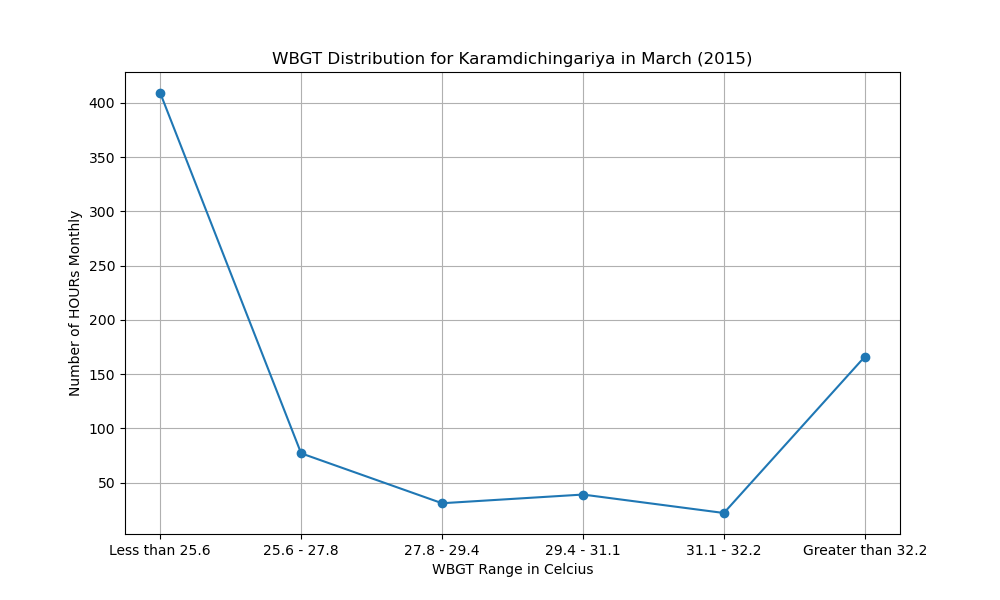 WBGT Distribution for Karamdichingariya in March (2015)
Number of HOURs Monthly
400
350
300
250
200
150
100
50
Less than 25.6
25.6 - 27.8
27.8 - 29.4
29.4 - 31.1
31.1 - 32.2
Greater than 32.2
WBGT Range in Celcius